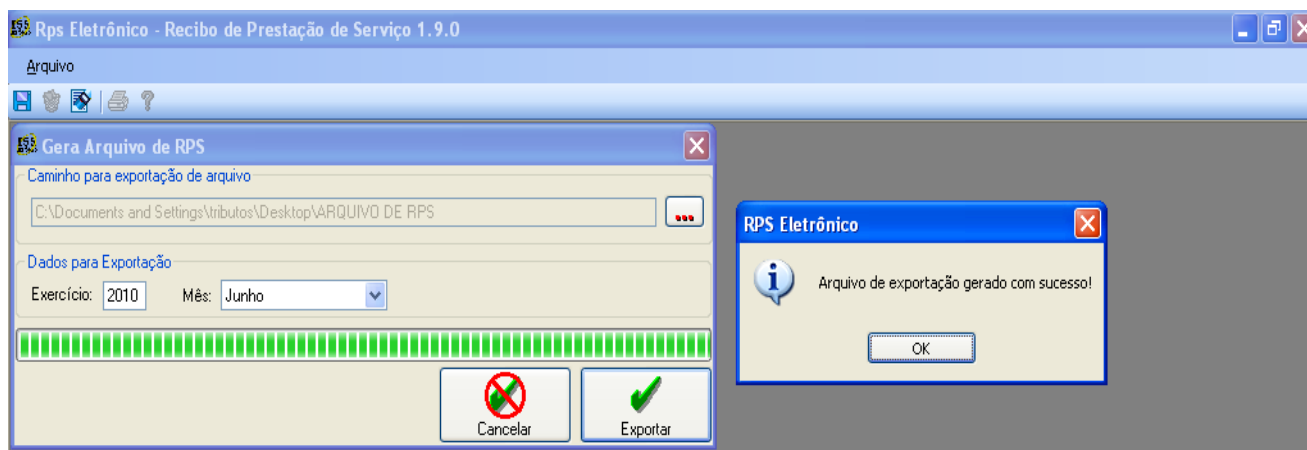 Rps Eletrônico - Recibo de Prestação de Serviço 1.9.0
Arquivo
Gera Arquivo de RPS
Caminho para exportação de arquivo
C:\Documents and Settings\tributos\Desktop\ARQUIVO DE RPS
...
Dados para Exportação
Exercício: 2010 Mês: Junho
Cancelar Exportar
RPS Eletrônico
Arquivo de exportação gerado com sucesso!
OK